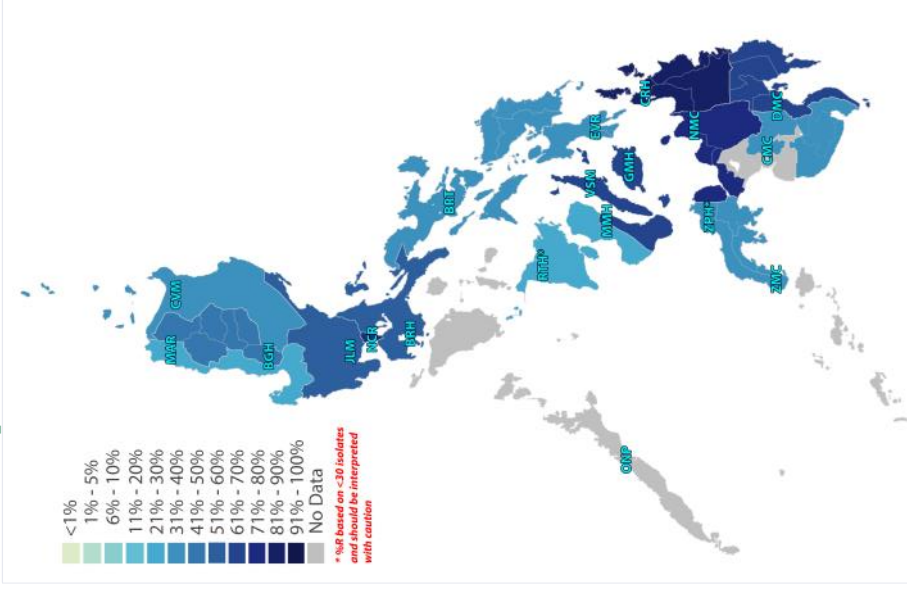 <1%
1% - 5%
6% - 10%
11% - 20%
21% - 30%
31% - 40%
41% - 50%
51% - 60%
61% - 70%
71% - 80%
81% - 90%
91% - 100%
No Data
* %R based on <30 isolates
and should be interpreted
with caution
MAR
CVM
BGH
JLM
NCR
BRH
BRT
RTH*
MMH
VSM
EVR
GMH
ONP
CRH
NMC
ZPH
CMC
DMC
ZMC